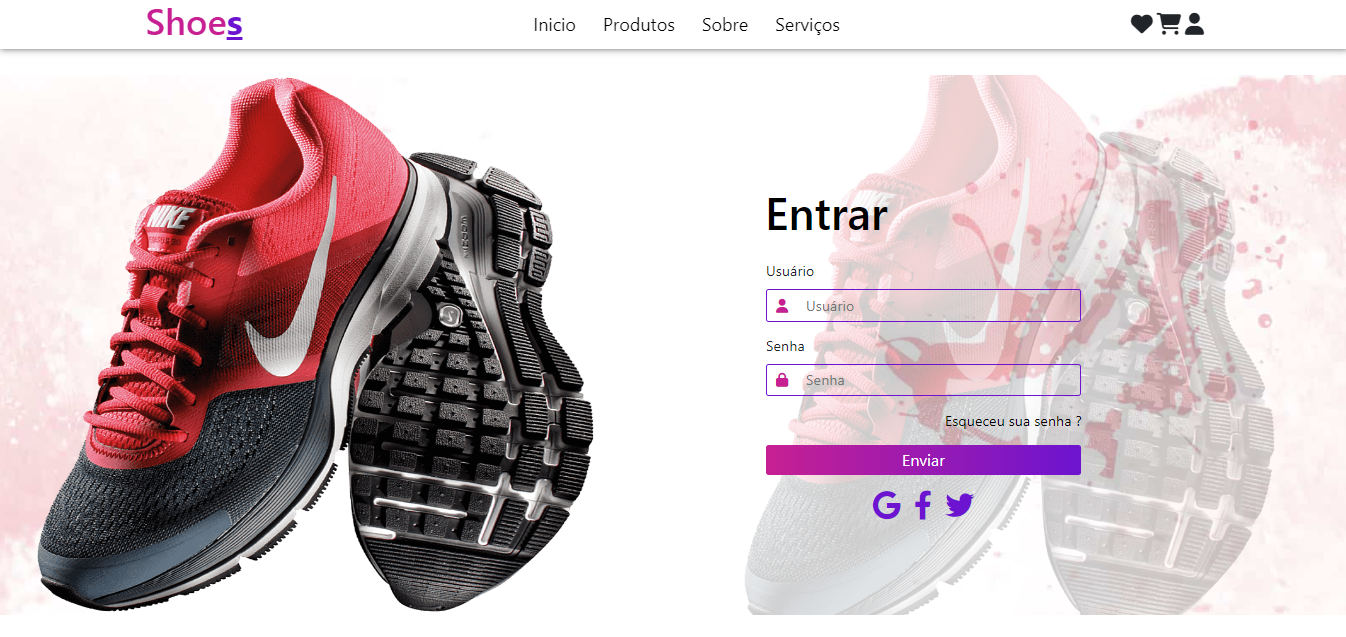 Shoes
Inicio Produtos Sobre Serviços
NIKE
Entrar
Usuário
Usuário
Senha
Senha
Esqueceu sua senha ?
Enviar